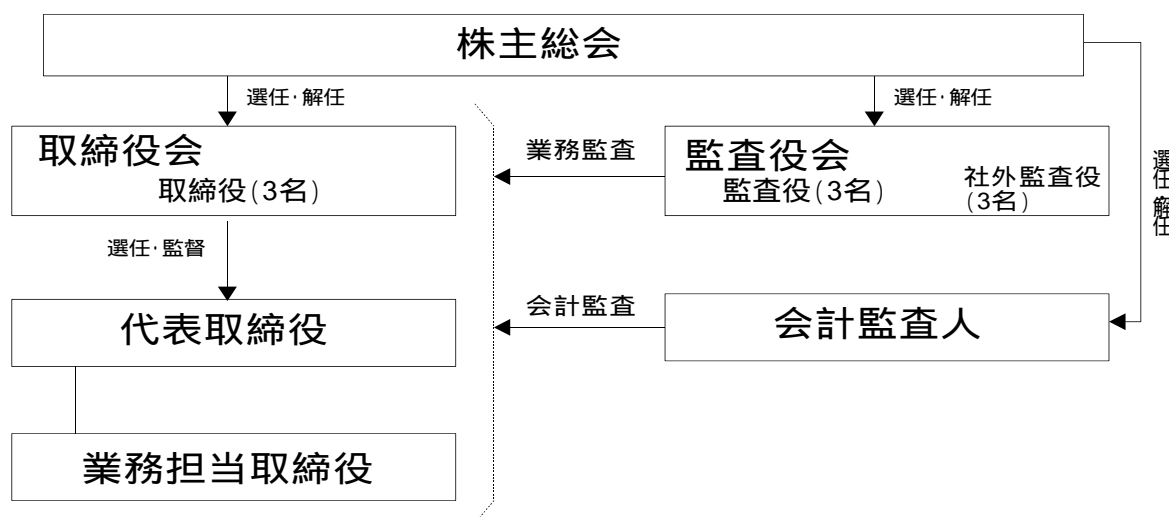 株主総会
選任・解任
選任・解任
取締役会
取締役(3名)
業務監査
監査役会
監査役(3名)
社外監査役
(3名)
選任・解任
選任・監督
代表取締役
会計監査
会計監査人
業務担当取締役